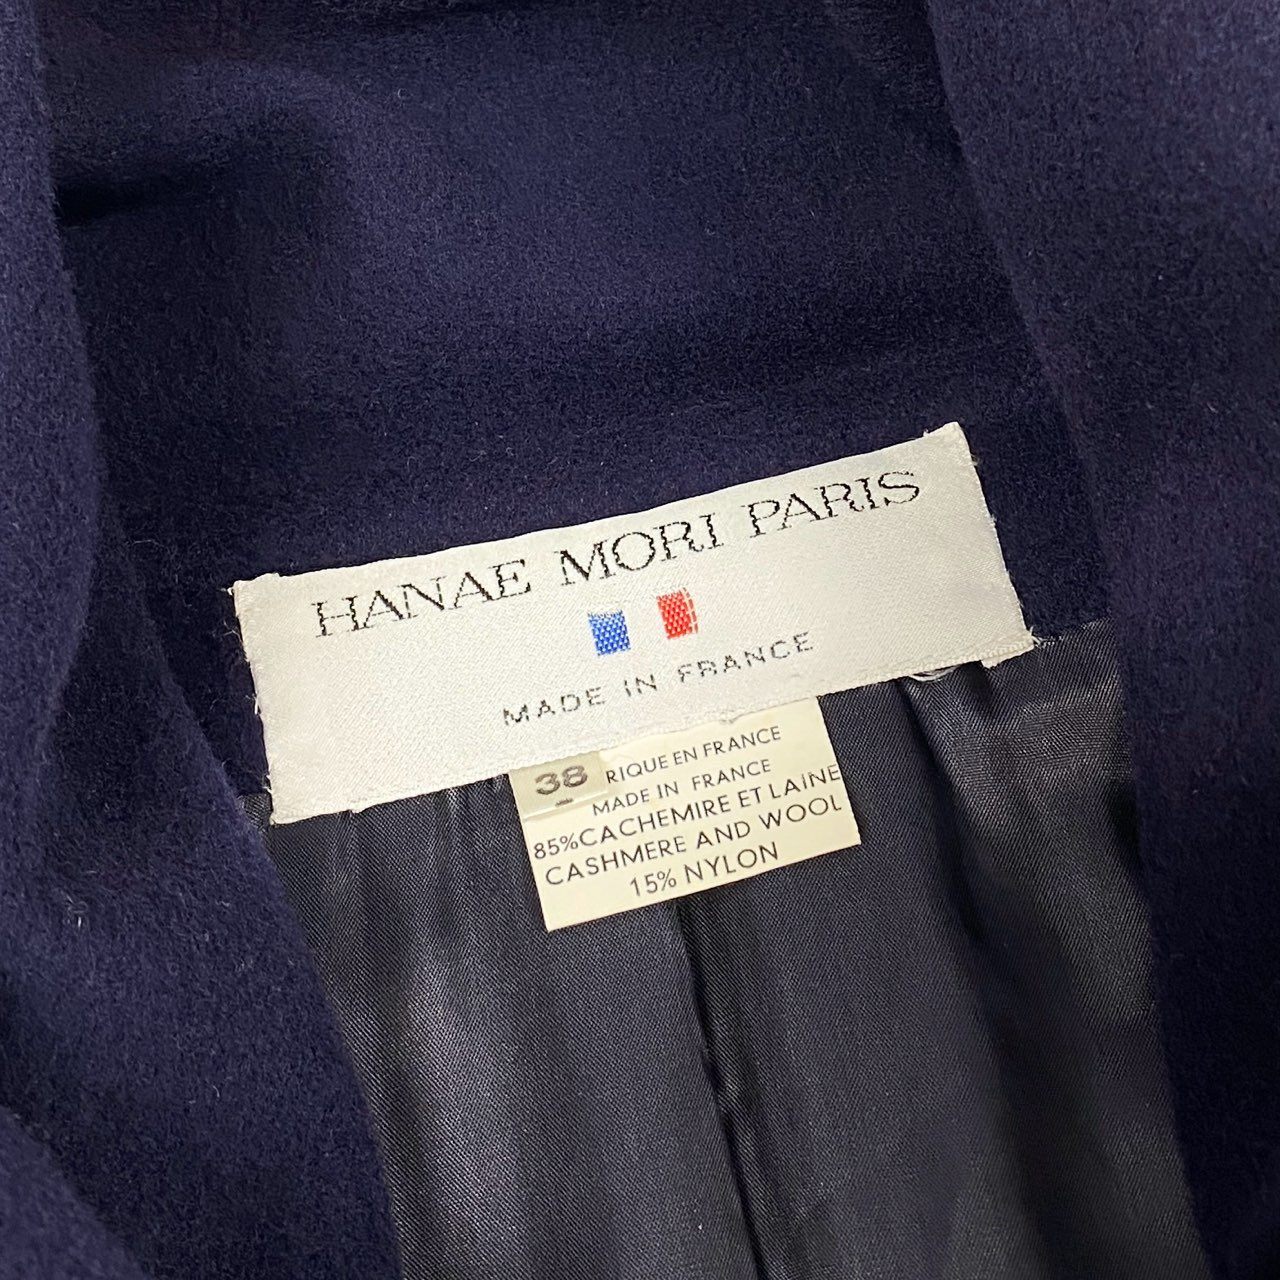 HANAE MORI PARIS
MADE IN FRANCE
38
RIQUE EN FRANCE
MADE IN FRANCE
85%CACHEMIRE ET LAINE
CASHMERE AND WOOL
15% NYLON